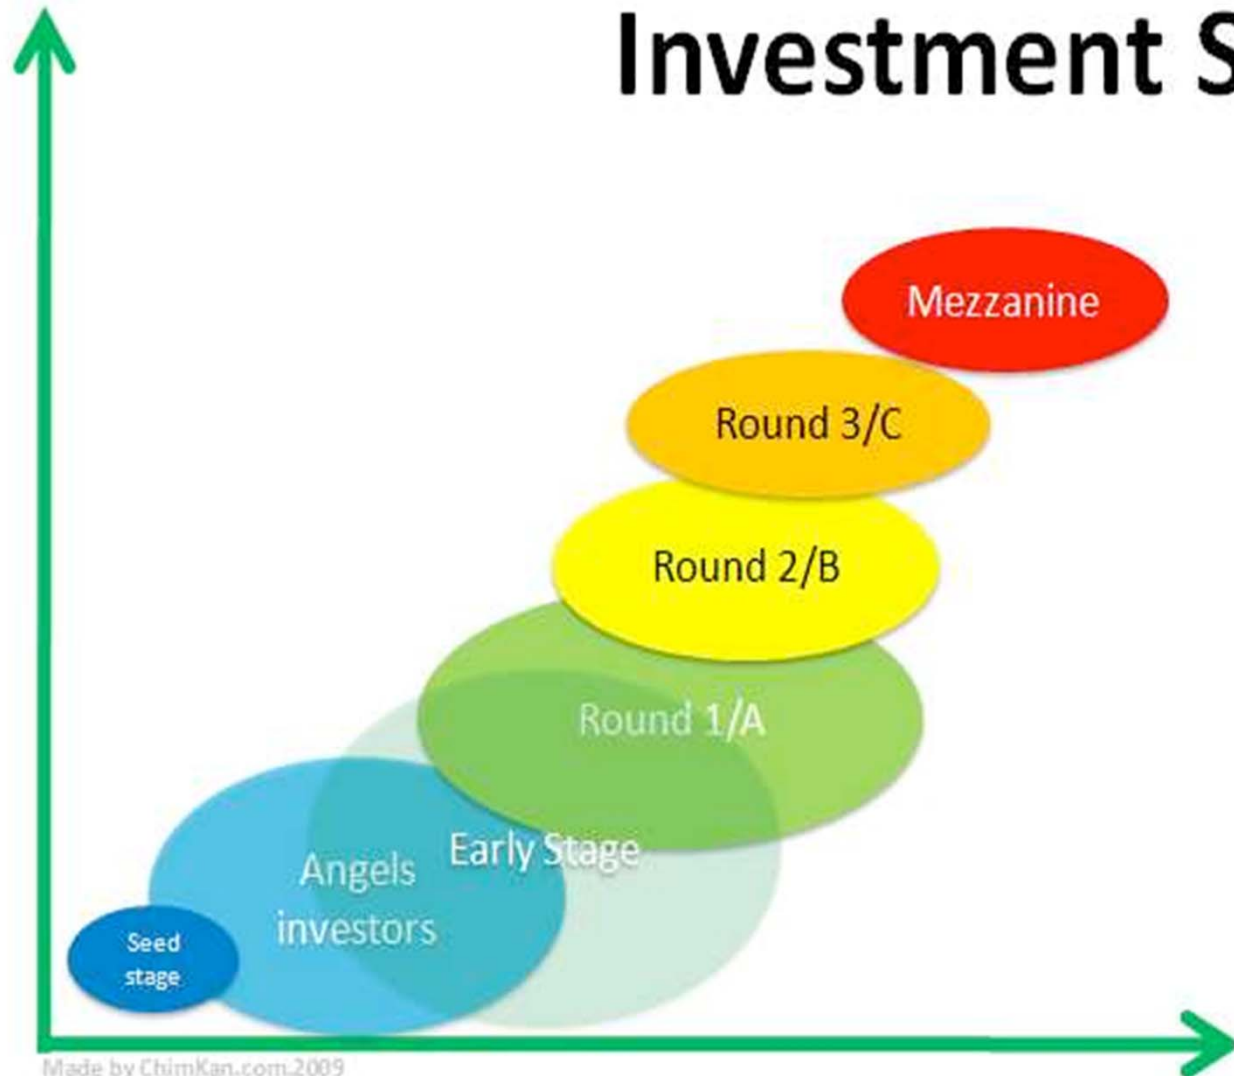 Investment S
Mezzanine
Round 3/C
Round 2/B
Round 1/A
Early Stage
Angels
investors
Seed
stage
Made by ChimKan.com.2009